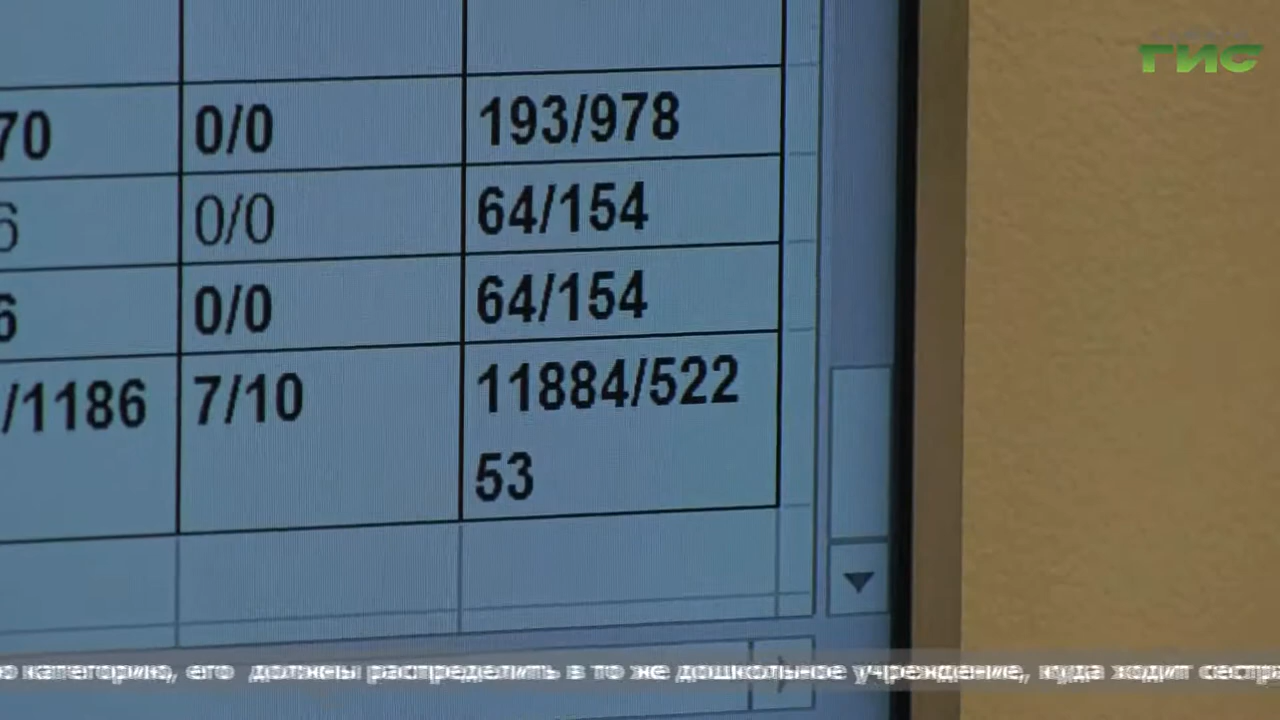 ГИС
70 0/0 193/978
6 0/0 64/154
6 0/0 64/154
/1186 7/10 11884/522
53
категорию, его должны распределить в то же дошкольное учреждение, куда ходит сестра